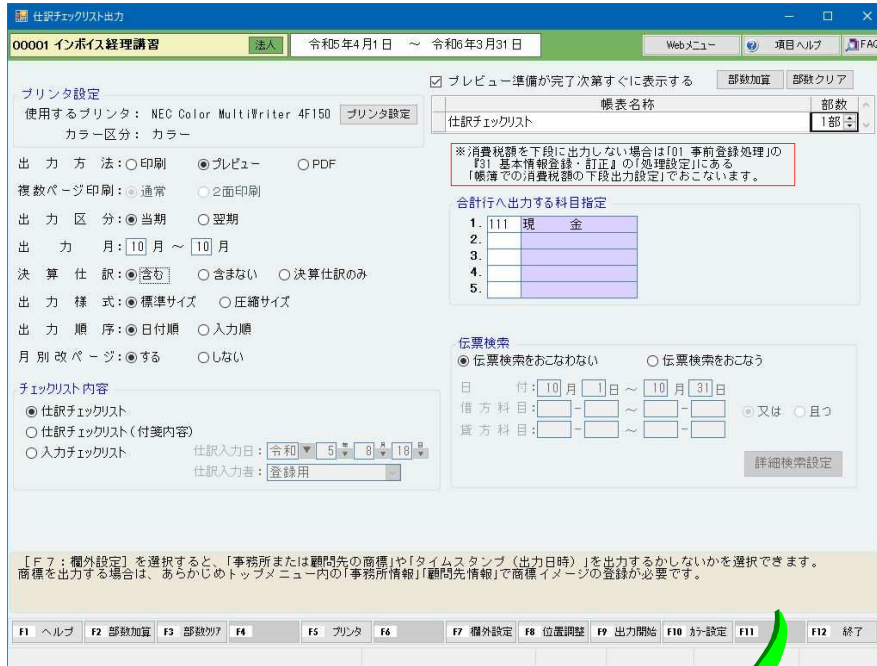 仕訳チェックリスト出力
00001 インボイス経理講習 法人 令和5年4月1日 ～ 令和6年3月31日 Webメニュー 項目ヘルプ FAQ
プレビュー準備が完了次第すぐに表示する 部数加算 部数クリア
プリンタ設定
使用するプリンタ： NEC Color MultiWriter 4F150 プリンタ設定
カラー区分： カラー
帳表名称 部数
仕訳チェックリスト 1部
※消費税額を下段に出力しない場合は「01 事前登録処理」の
『31 基本情報登録・訂正』の「処理設定」にある
「帳簿での消費税額の下段出力設定」でおこないます。
出力方法：印刷 プレビュー PDF
複数ページ印刷：通常 2面印刷
出力区分：当期 翌期
出力月：10月 ～ 10月
決算仕訳：含む 含まない 決算仕訳のみ
出力様式：標準サイズ 圧縮サイズ
出力順序：日付順 入力順
月別改ページ：する しない
合計行へ出力する科目指定
1. 111 現 金
2.
3.
4.
5.
チェックリスト内容
仕訳チェックリスト
仕訳チェックリスト(付箋内容)
入力チェックリスト 仕訳入力日：令和 5 年 8 月 18 日
仕訳入力者：登録用
伝票検索
伝票検索をおこなわない 伝票検索をおこなう
日 付：10月 1日 ～ 10月 31日
借方科目： - ～ - 又は 且つ
貸方科目： - ～ -
詳細検索設定
［F7：欄外設定］を選択すると、「事務所または顧問先の商標」や「タイムスタンプ（出力日時）」を出力するかしないかを選択できます。
商標を出力する場合は、あらかじめトップメニュー内の「事務所情報」「顧問先情報」で商標イメージの登録が必要です。
F1 ヘルプ F2 部数加算 F3 部数クリア F4 F5 プリンタ F6 F7 欄外設定 F8 位置調整 F9 出力開始 F10 カラー設定 F11 F12 終了